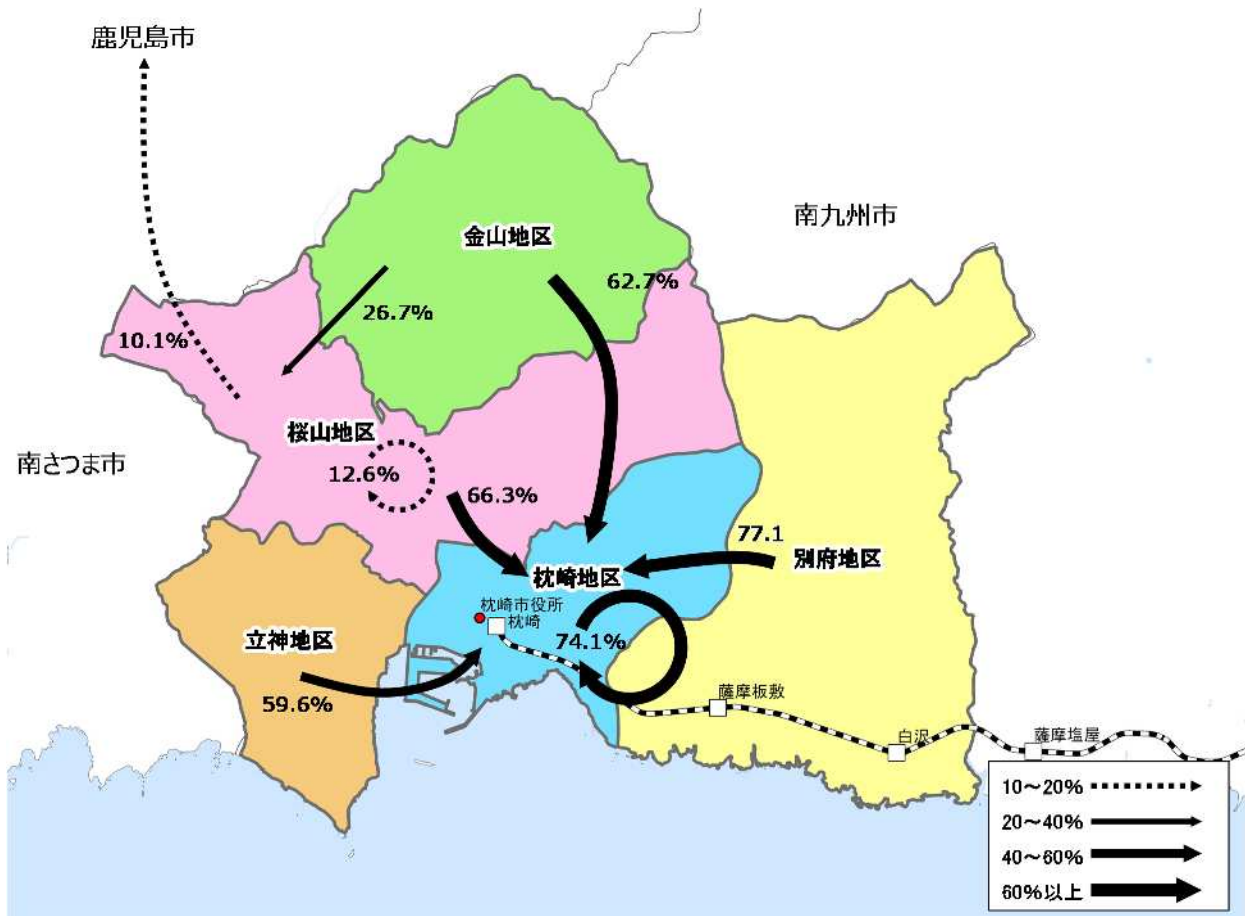 鹿児島市
南九州市
金山地区
62.7%
26.7%
10.1%
桜山地区
南さつま市
12.6%
66.3%
77.1
別府地区
枕崎地区
枕崎市役所
枕崎
74.1%
立神地区
59.6%
薩摩板敷
白沢
薩摩塩屋
10～20%
20～40%
40～60%
60%以上